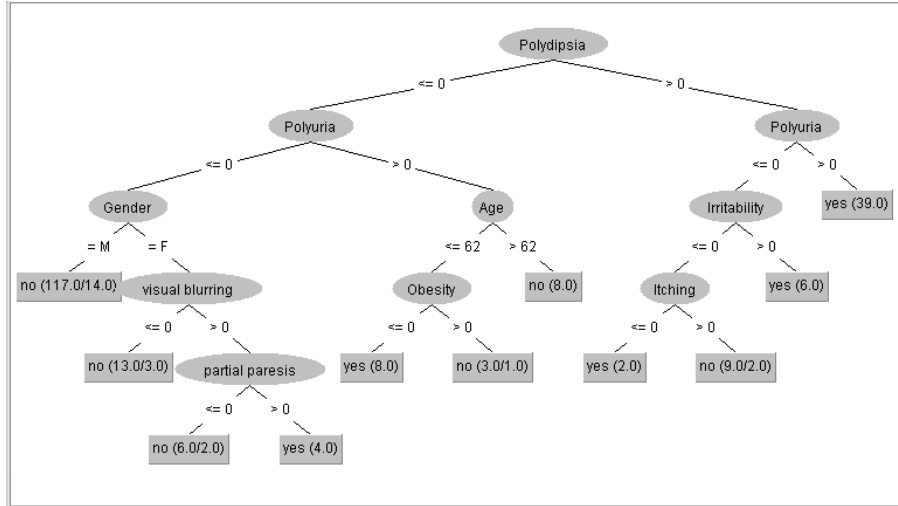 Polydipsia
<= 0 > 0
Polyuria Polyuria
<= 0 > 0 <= 0 > 0
Gender Age Irritability yes (39.0)
= M = F <= 62 > 62 <= 0 > 0
no (117.0/14.0) visual blurring Obesity no (8.0) Itching yes (6.0)
<= 0 > 0 <= 0 > 0 <= 0 > 0
no (13.0/3.0) partial paresis yes (8.0) no (3.0/1.0) yes (2.0) no (9.0/2.0)
<= 0 > 0
no (6.0/2.0) yes (4.0)